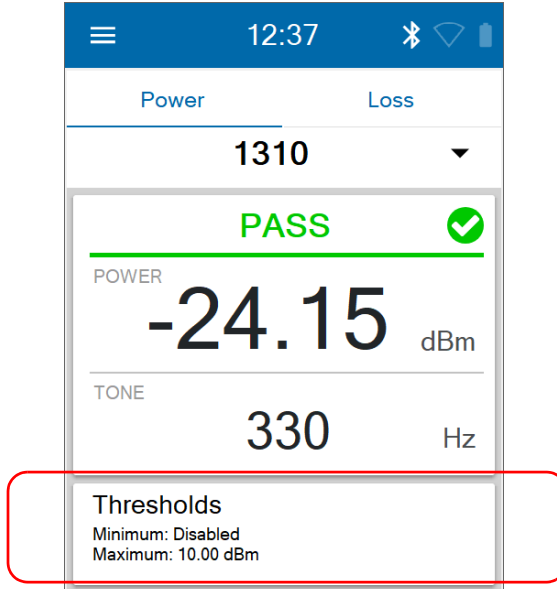 12:37
Power Loss
1310
PASS
POWER
-24.15 dBm
TONE
330 Hz
Thresholds
Minimum: Disabled
Maximum: 10.00 dBm